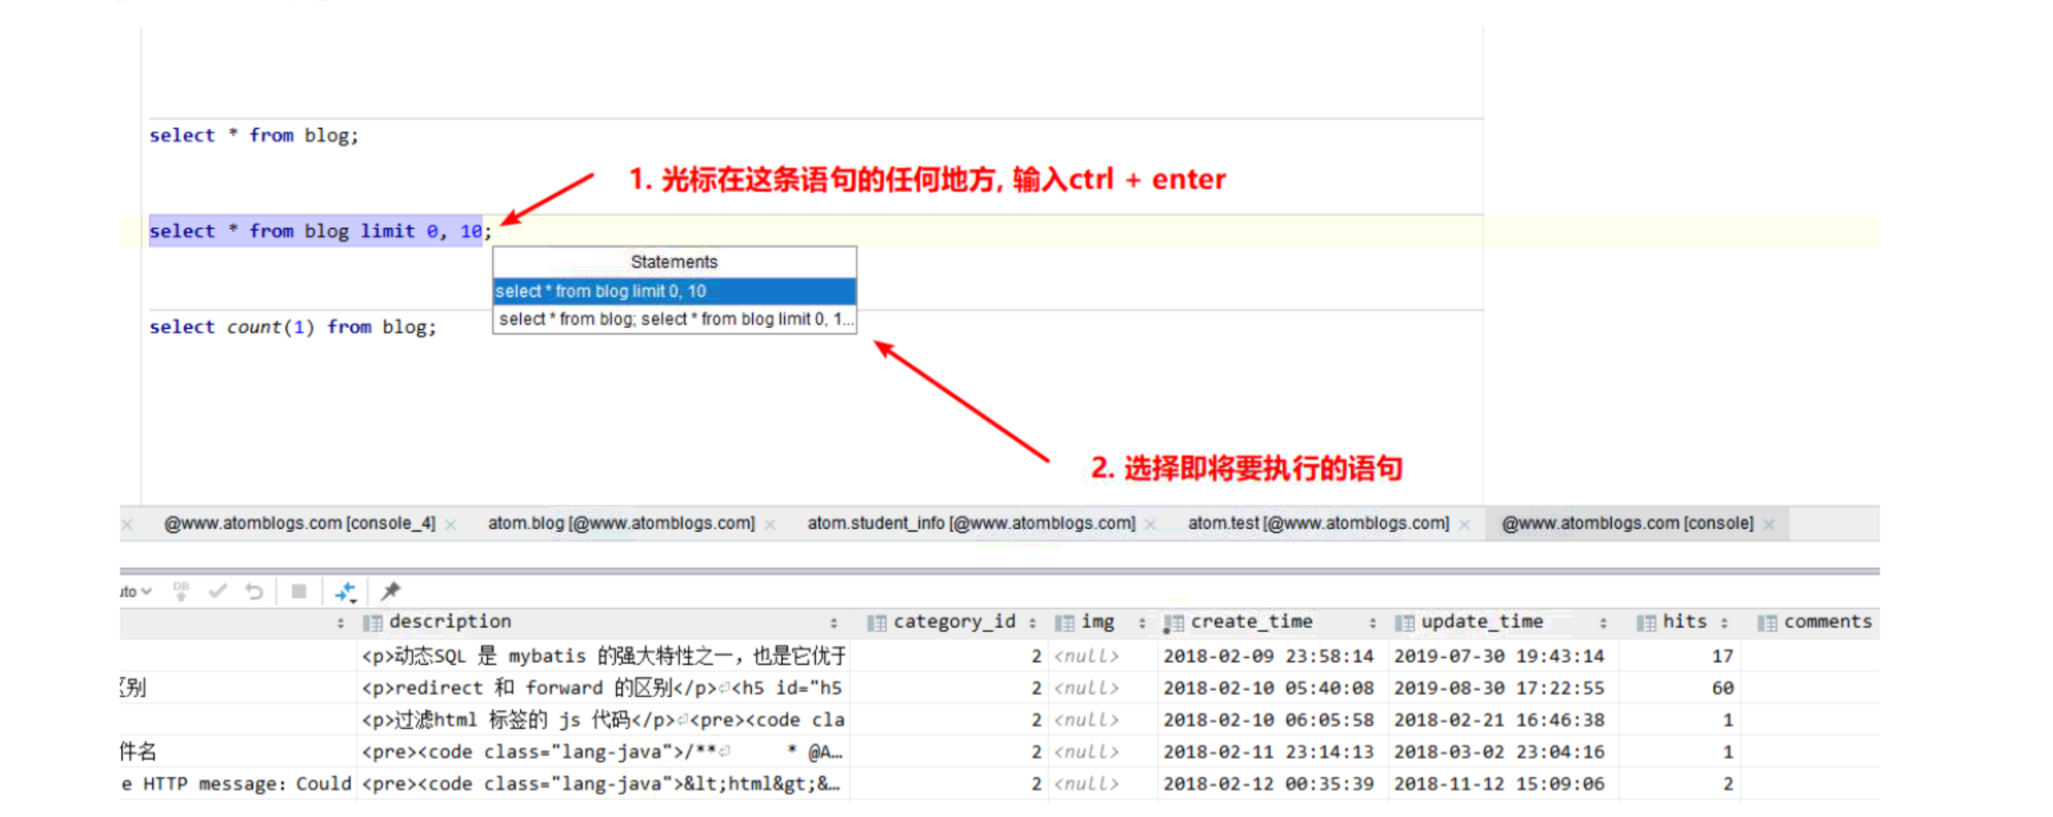 select * from blog;
1. 光标在这条语句的任何地方, 输入ctrl + enter
select * from blog limit 0, 10;
Statements
select * from blog limit 0, 10
select * from blog; select * from blog limit 0, 1...
select count(1) from blog;
2. 选择即将要执行的语句
@www.atomblogs.com [console_4] atom.blog [@www.atomblogs.com] atom.student_info [@www.atomblogs.com] atom.test [@www.atomblogs.com] @www.atomblogs.com [console]
uto DB
description category_id img create_time update_time hits comments
<p>动态SQL 是 mybatis 的强大特性之一，也是它优于 2 <null> 2018-02-09 23:58:14 2019-07-30 19:43:14 17
区别 <p>redirect 和 forward 的区别</p>⏎<h5 id="h5 2 <null> 2018-02-10 05:40:08 2019-08-30 17:22:55 60
<p>过滤html 标签的 js 代码</p>⏎<pre><code cla 2 <null> 2018-02-10 06:05:58 2018-02-21 16:46:38 1
件名 <pre><code class="lang-java">/**⏎ * @A… 2 <null> 2018-02-11 23:14:13 2018-03-02 23:04:16 1
e HTTP message: Could <pre><code class="lang-java">&lt;html&gt;&… 2 <null> 2018-02-12 00:35:39 2018-11-12 15:09:06 2